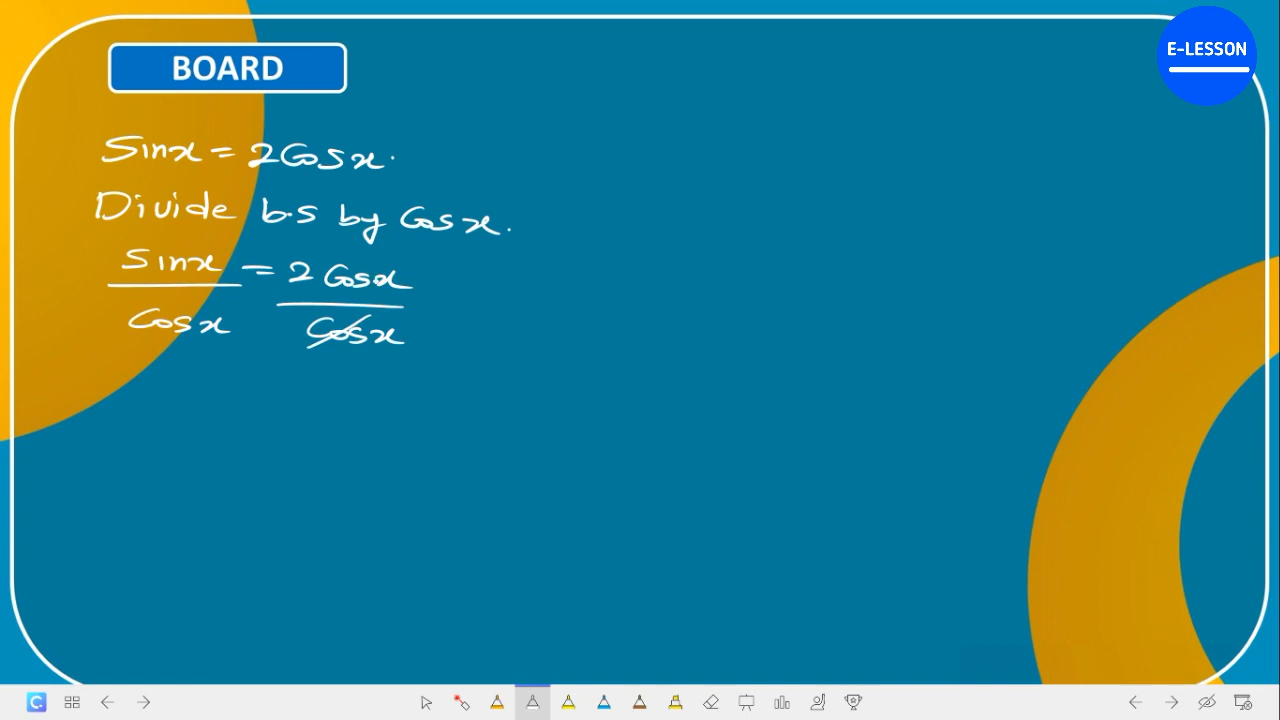 E-LESSON
BOARD
Sinx = 2Cosx.
Divide b.s by Cosx.
Sinx = 2Cosx
Cosx Cosx